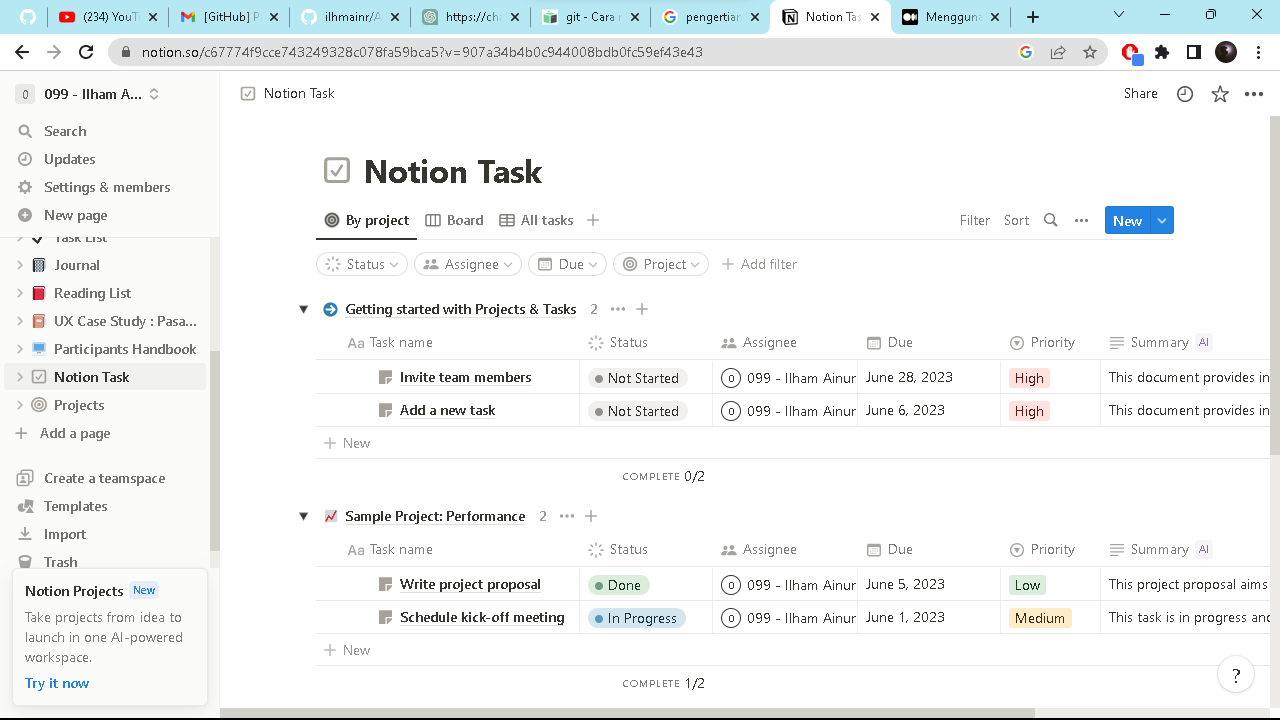 (234) YouT
[GitHub] P
ilhmainr/A
https://cha
git - Cara r
pengertian
Notion Tas
Mengguna
notion.so/c67774f9cce743249328c078fa59bdc5?v=907a34b4b0c944008bdb0fc59ef43e43
0 099 - Ilham A...
Search
Updates
Settings & members
New page
Task List
Journal
Reading List
UX Case Study : Pasa...
Participants Handbook
Notion Task
Projects
Add a page
Create a teamspace
Templates
Import
Trash
Notion Projects New
Take projects from idea to
launch in one AI-powered
workspace.
Try it now
Notion Task
Share
Notion Task
By project Board All tasks
Filter Sort New
Status Assignee Due Project Add filter
Getting started with Projects & Tasks 2
Aa Task name Status Assignee Due Priority Summary AI
Invite team members Not Started 0 099 - Ilham Ainur June 28, 2023 High This document provides in
Add a new task Not Started 0 099 - Ilham Ainur June 6, 2023 High This document provides in
New
COMPLETE 0/2
Sample Project: Performance 2
Aa Task name Status Assignee Due Priority Summary AI
Write project proposal Done 0 099 - Ilham Ainur June 5, 2023 Low This project proposal aims
Schedule kick-off meeting In Progress 0 099 - Ilham Ainur June 1, 2023 Medium This task is in progress and
New
COMPLETE 1/2
?